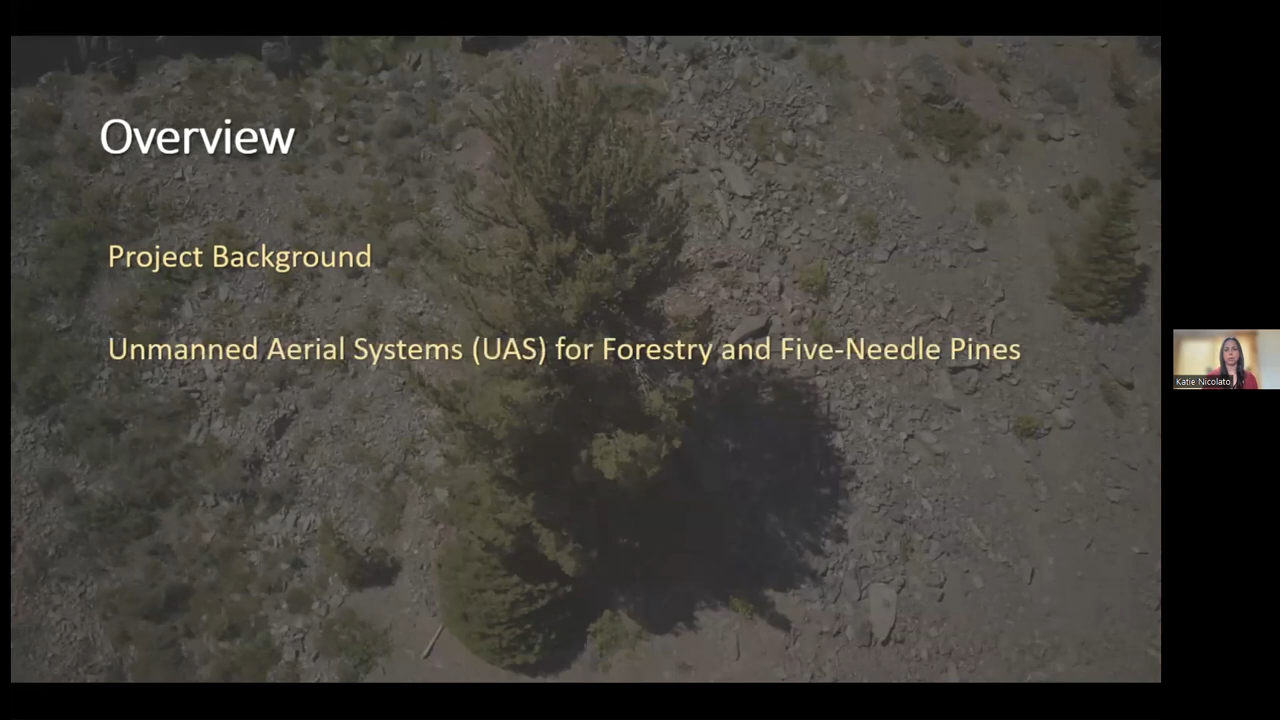 Overview
Project Background
Unmanned Aerial Systems (UAS) for Forestry and Five-Needle Pines
Katie Nicolato